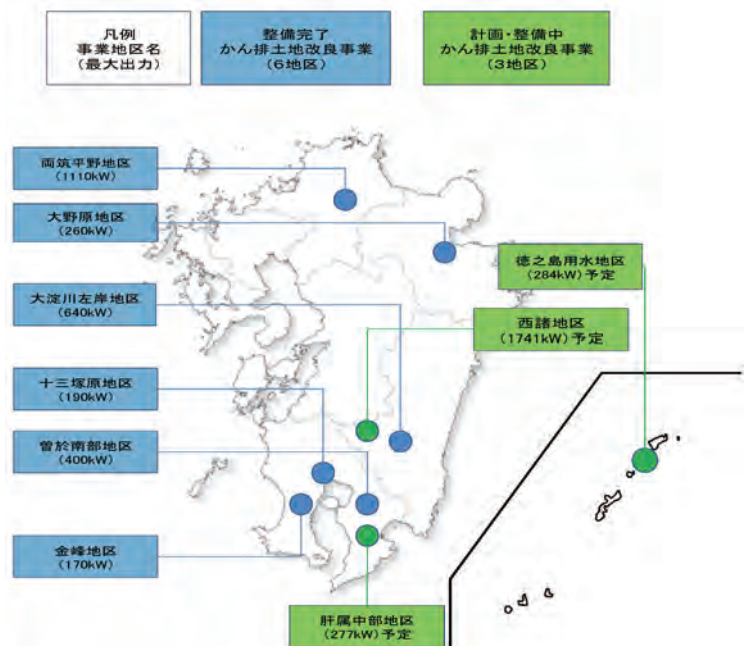 凡例
事業地区名
(最大出力)
整備完了
かん排土地改良事業
(6地区)
計画・整備中
かん排土地改良事業
(3地区)
両筑平野地区
(1110kW)
大野原地区
(260kW)
徳之島用水地区
(284kW)予定
大淀川左岸地区
(640kW)
西諸地区
(1741kW)予定
十三塚原地区
(190kW)
曽於南部地区
(400kW)
金峰地区
(170kW)
肝属中部地区
(277kW)予定